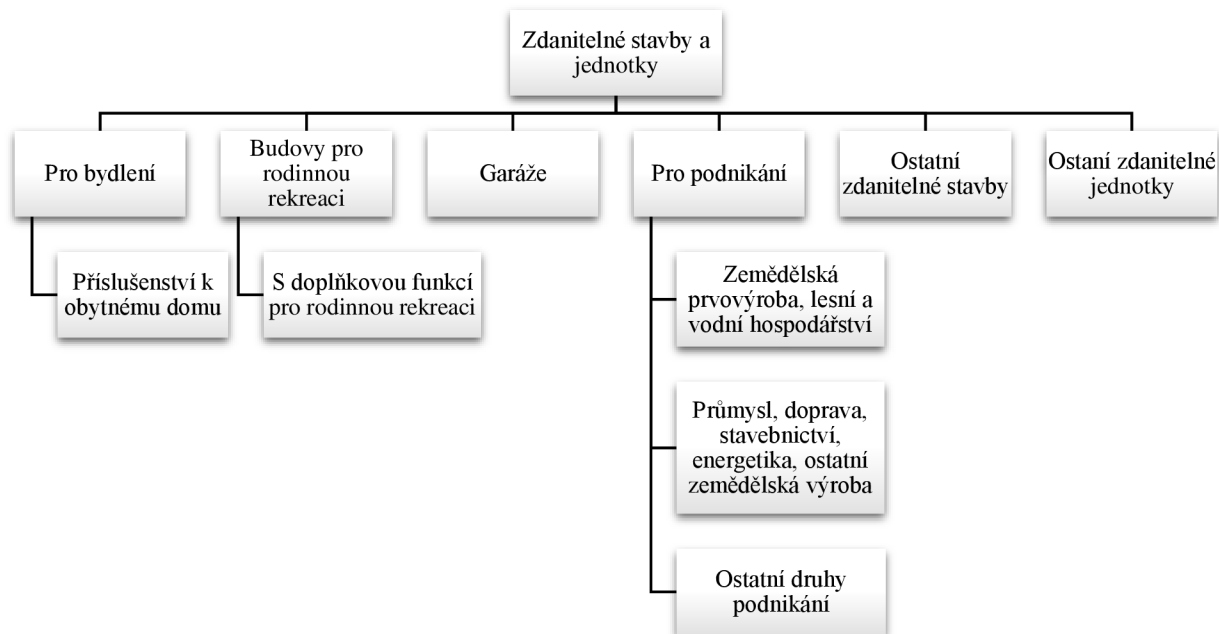 Zdanitelné stavby a
jednotky
Pro bydlení
Budovy pro
rodinnou
rekreaci
Garáže
Pro podnikání
Ostatní
zdanitelné stavby
Ostaní zdanitelné
jednotky
Příslušenství k
obytnému domu
S doplňkovou funkcí
pro rodinnou rekreaci
Zemědělská
prvovýroba, lesní a
vodní hospodářství
Průmysl, doprava,
stavebnictví,
energetika, ostatní
zemědělská výroba
Ostatní druhy
podnikání